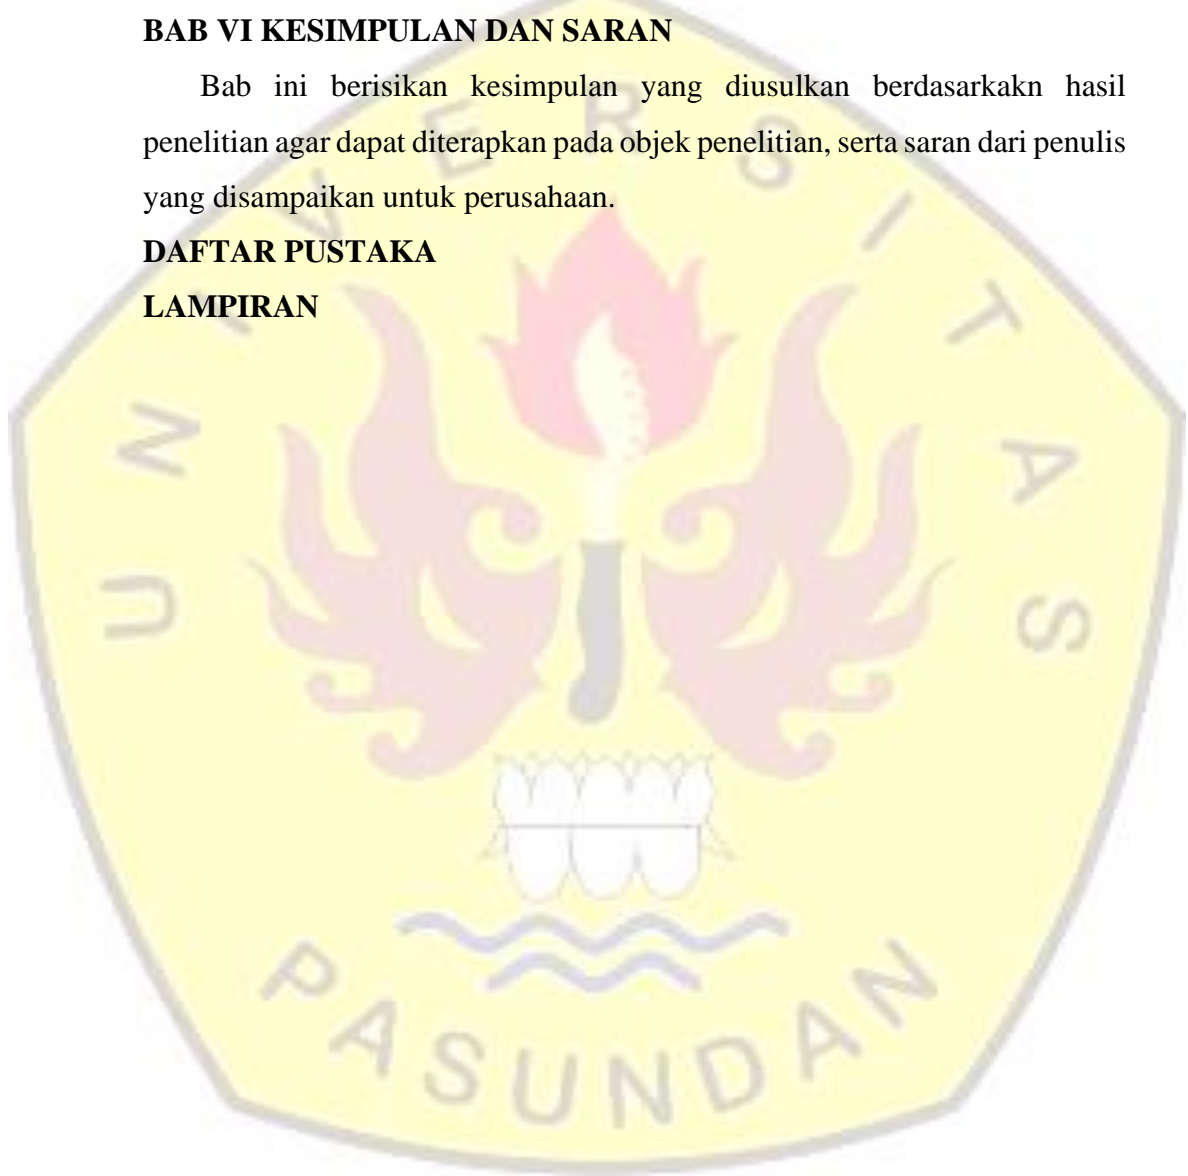 BAB VI KESIMPULAN DAN SARAN
Bab ini berisikan kesimpulan yang diusulkan berdasarkakn hasil
penelitian agar dapat diterapkan pada objek penelitian, serta saran dari penulis
yang disampaikan untuk perusahaan.
DAFTAR PUSTAKA
LAMPIRAN
UNIVERSITAS
PASUNDAN